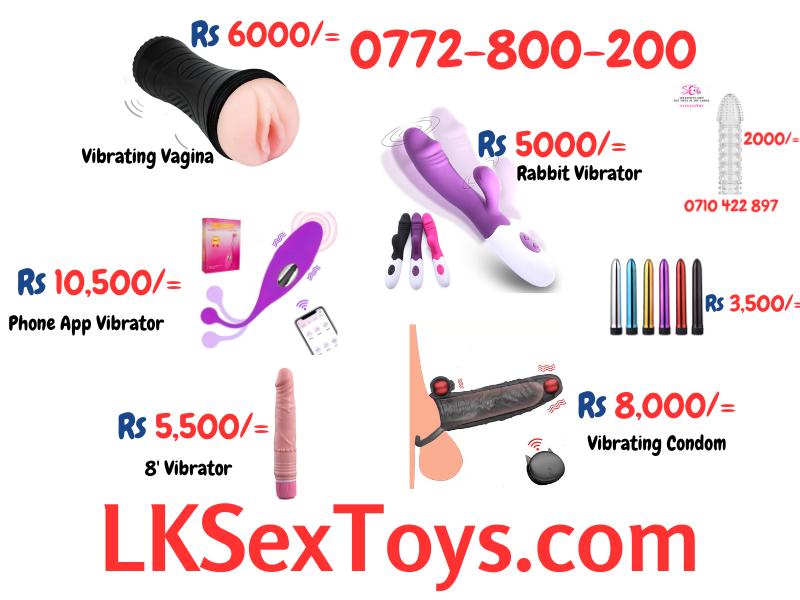 Rs 6000/=
0772-800-200
Vibrating Vagina
Rs 5000/=
Rabbit Vibrator
2000/=
0710 422 897
Rs 10,500/=
Phone App Vibrator
Rs 3,500/=
Rs 5,500/=
8' Vibrator
Rs 8,000/=
Vibrating Condom
LKSexToys.com